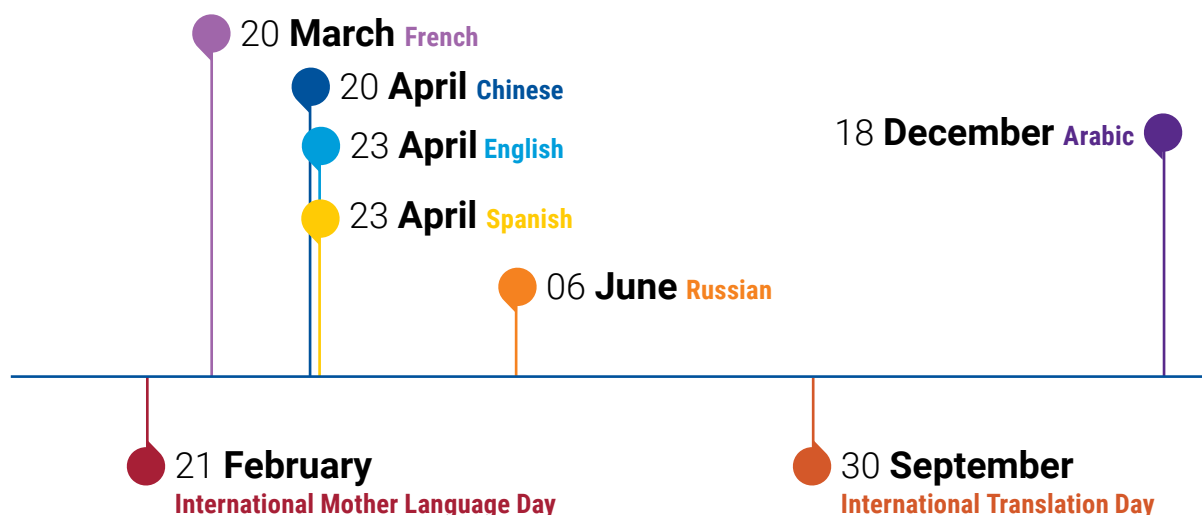 20 March French
20 April Chinese
23 April English
18 December Arabic
23 April Spanish
06 June Russian
21 February
International Mother Language Day
30 September
International Translation Day